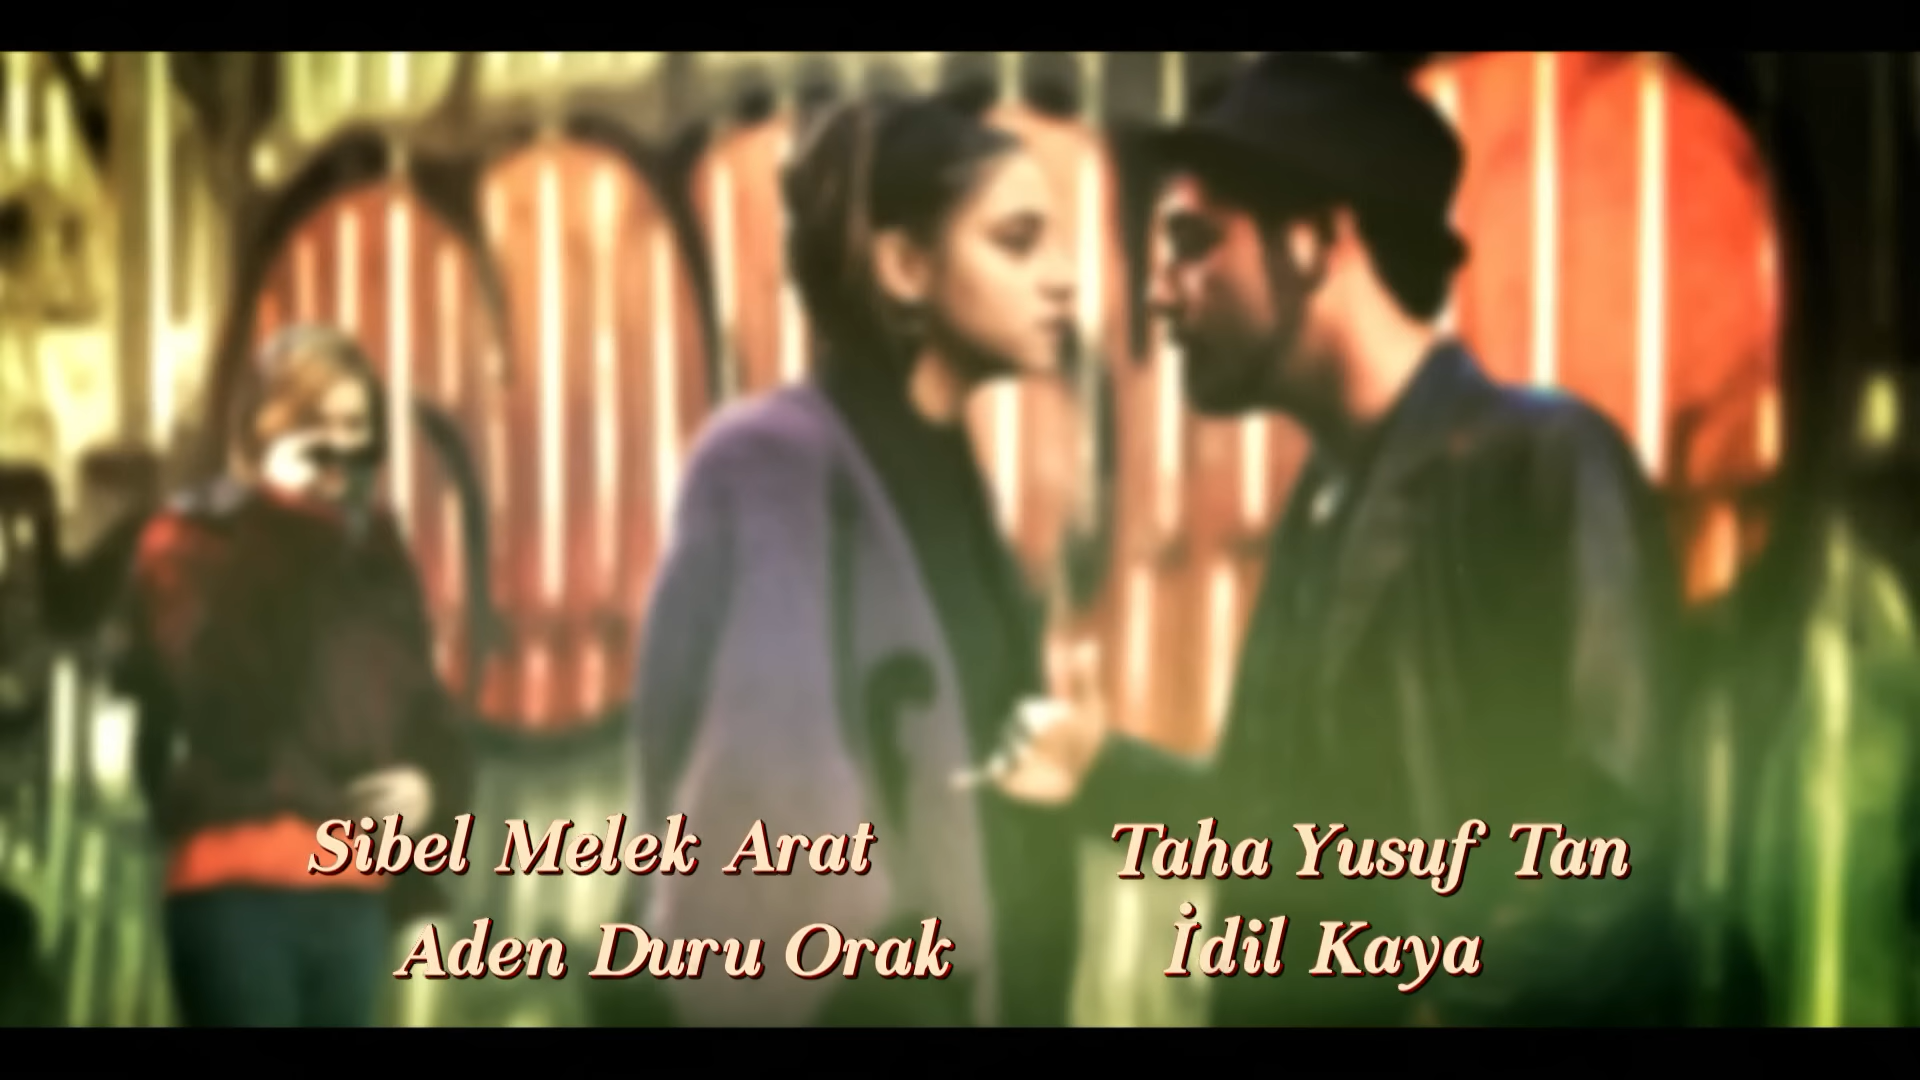 Sibel Melek Arat
Taha Yusuf Tan
Aden Duru Orak
İdil Kaya